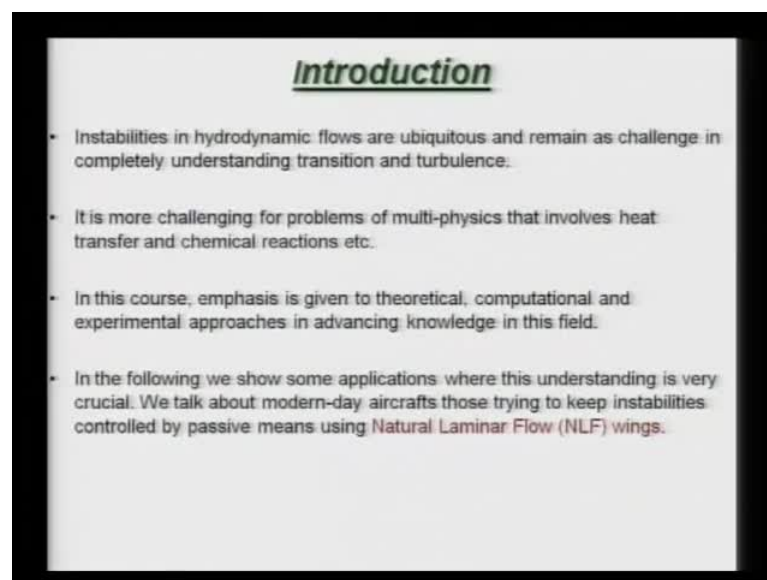 Introduction
• Instabilities in hydrodynamic flows are ubiquitous and remain as challenge in
completely understanding transition and turbulence.
• It is more challenging for problems of multi-physics that involves heat
transfer and chemical reactions etc.
• In this course, emphasis is given to theoretical, computational and
experimental approaches in advancing knowledge in this field.
• In the following we show some applications where this understanding is very
crucial. We talk about modern-day aircrafts those trying to keep instabilities
controlled by passive means using Natural Laminar Flow (NLF) wings.